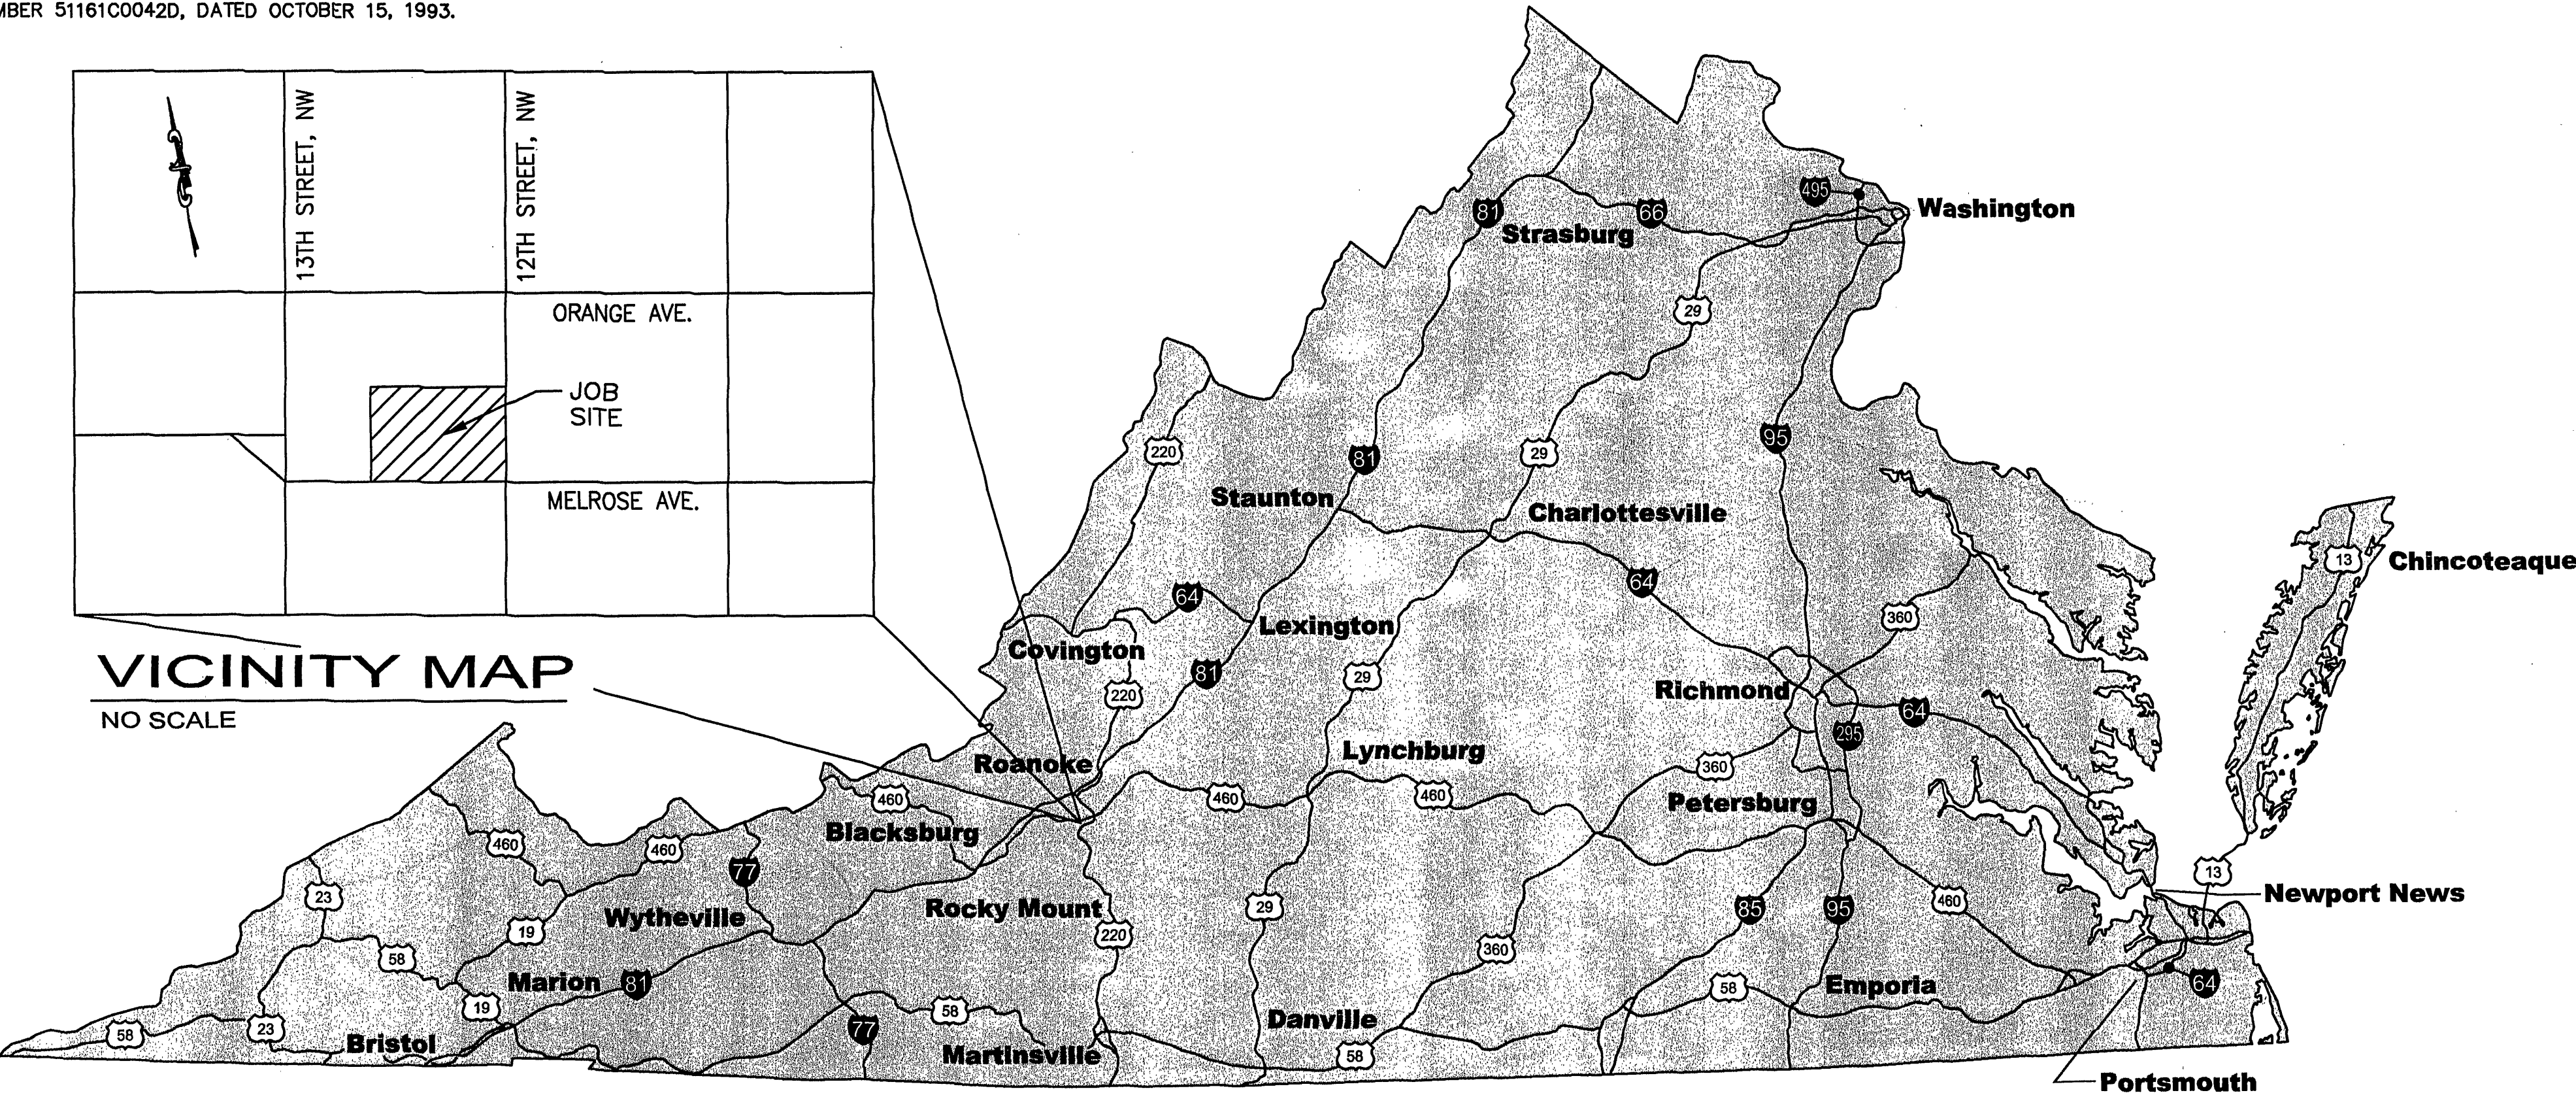 MBER 51161C0042D, DATED OCTOBER 15, 1993.
13TH STREET, NW
12TH STREET, NW
ORANGE AVE.
JOB
SITE
MELROSE AVE.
VICINITY MAP
NO SCALE
495
81
66
Washington
Strasburg
29
95
220
81
29
Staunton
Charlottesville
13
Chincoteaque
64
64
360
Lexington
Covington
81
29
220
Richmond
64
295
Roanoke
Lynchburg
360
460
460
460
Petersburg
Blacksburg
460
460
77
13
23
Newport News
Wytheville
Rocky Mount
29
85
95
460
19
220
360
58
Marion
81
58
Emporia
64
19
58
Danville
58
23
77
Bristol
Martinsville
58
Portsmouth